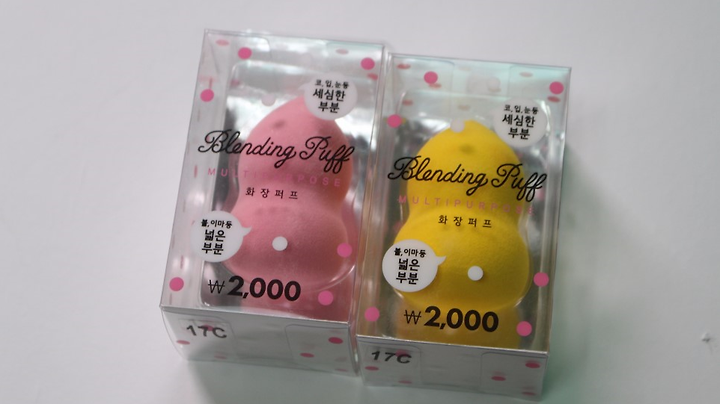 코,입,눈등
세심한
부분
Blending Puff
MULTIPURPOSE
화장퍼프
볼,이마등
넓은
부분
₩2,000
17C
코,입,눈등
세심한
부분
Blending Puff
MULTIPURPOSE
화장퍼프
볼,이마등
넓은
부분
₩2,000
17C